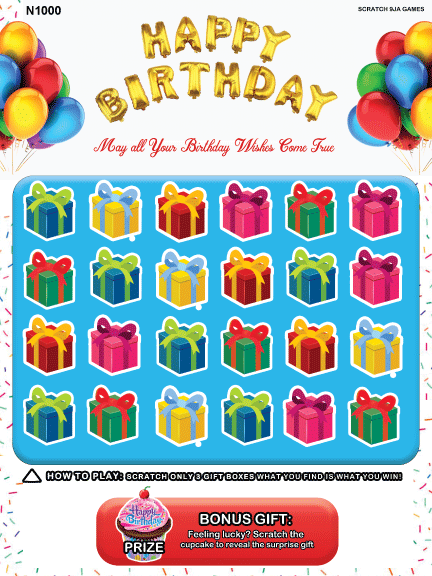 N1000
SCRATCH 9JA GAMES
HAPPY
BIRTHDAY
May all Your Birthday Wishes Come True
HOW TO PLAY: SCRATCH ONLY 3 GIFT BOXES WHAT YOU FIND IS WHAT YOU WIN!
Happy
Birthday
PRIZE
BONUS GIFT:
Feeling lucky? Scratch the
cupcake to reveal the surprise gift